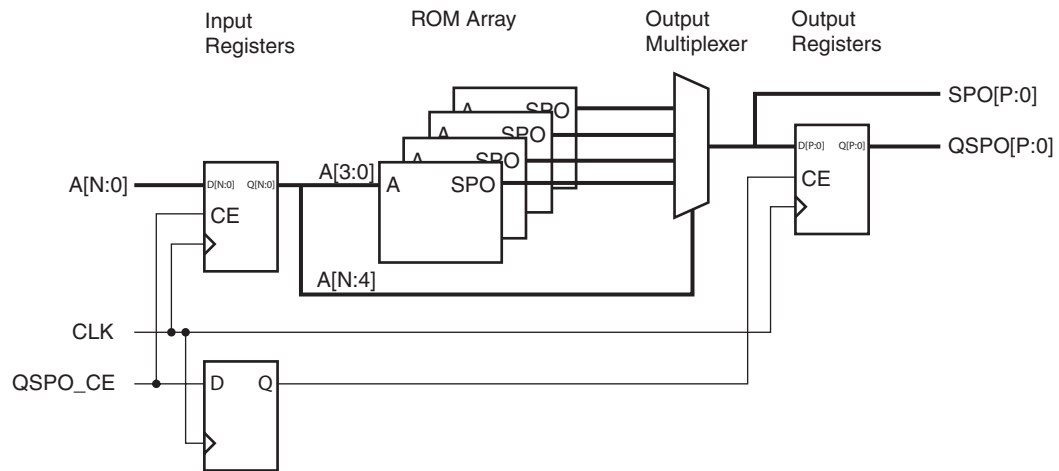 Input
Registers
ROM Array
Output
Multiplexer
Output
Registers
A SPO
A SPO
A SPO
A SPO
SPO[P:0]
QSPO[P:0]
D[P:0] Q[P:0]
CE
A[N:0]
D[N:0] Q[N:0]
CE
A[3:0]
A[N:4]
CLK
QSPO_CE
D Q